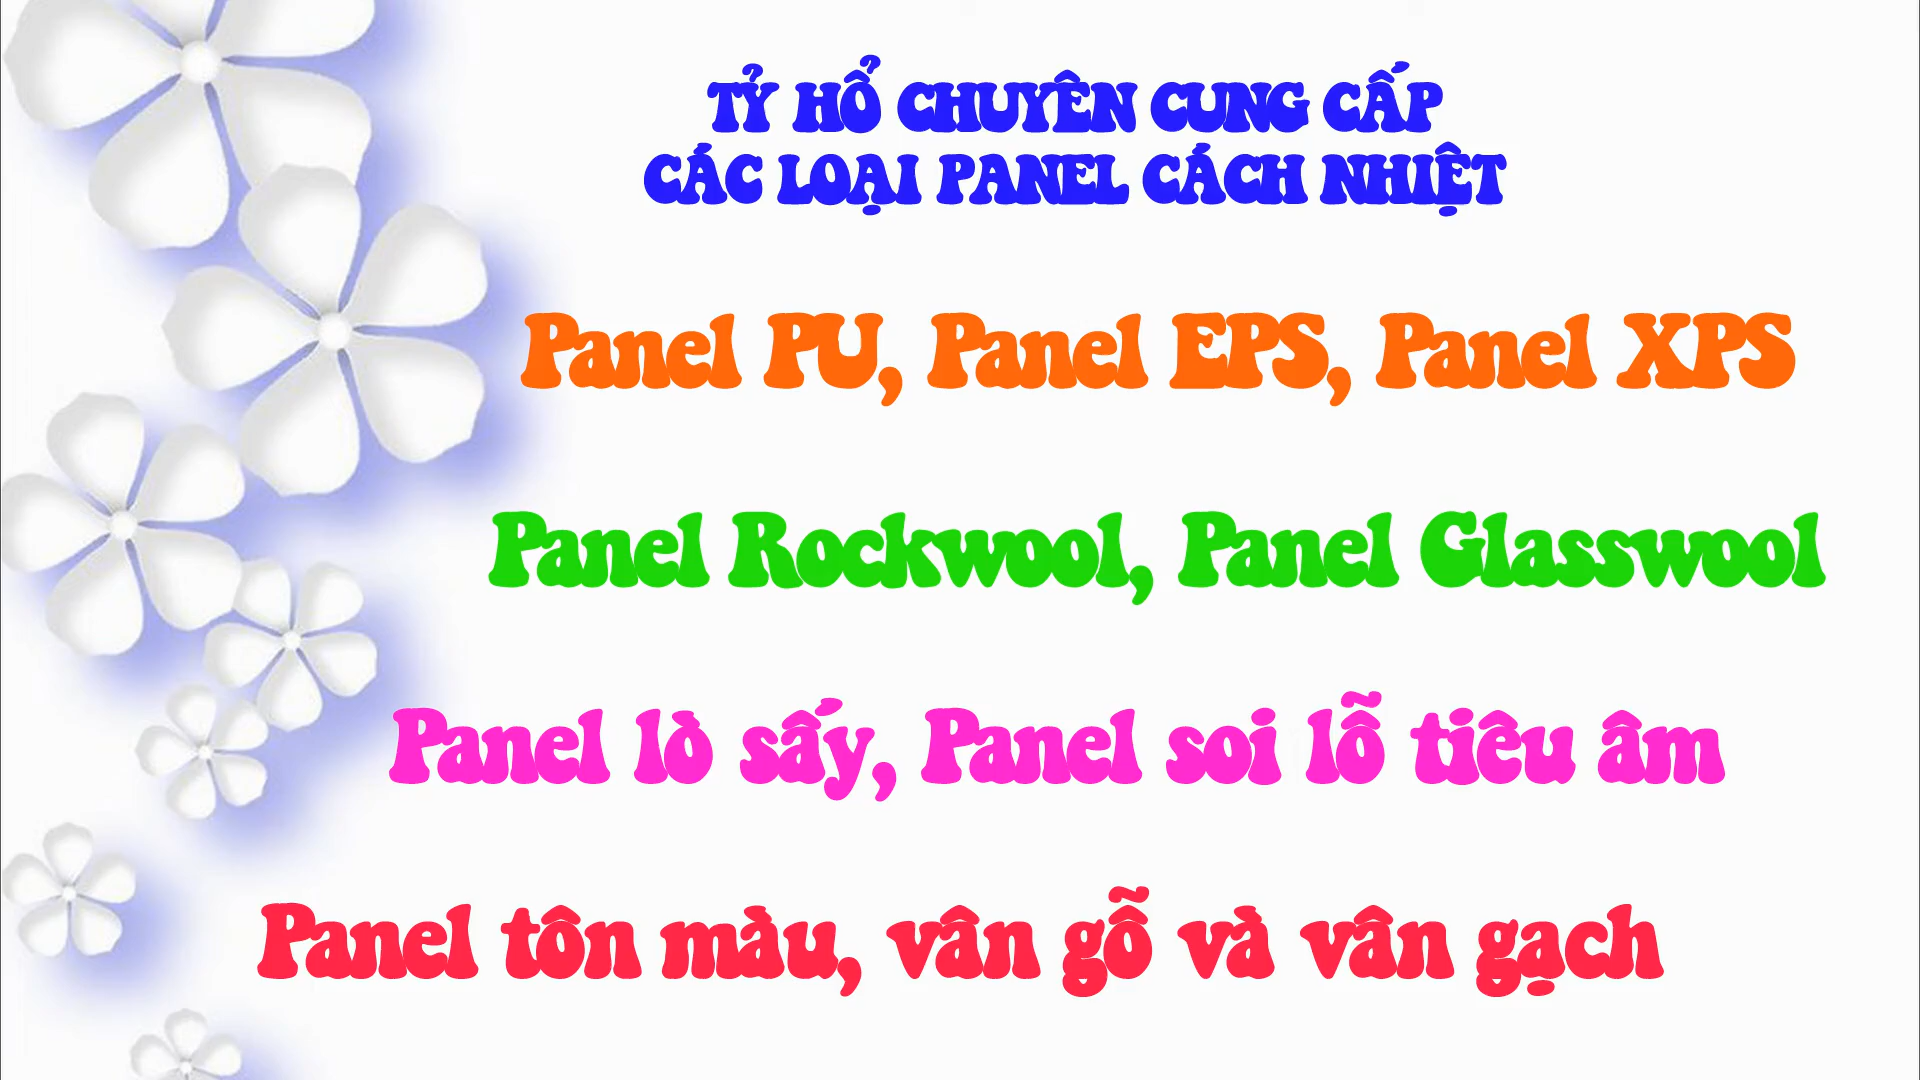 TỶ HỔ CHUYÊN CUNG CẤP
CÁC LOẠI PANEL CÁCH NHIỆT
Panel PU, Panel EPS, Panel XPS
Panel Rockwool, Panel Glasswool
Panel lò sấy, Panel soi lỗ tiêu âm
Panel tôn màu, vân gỗ và vân gạch